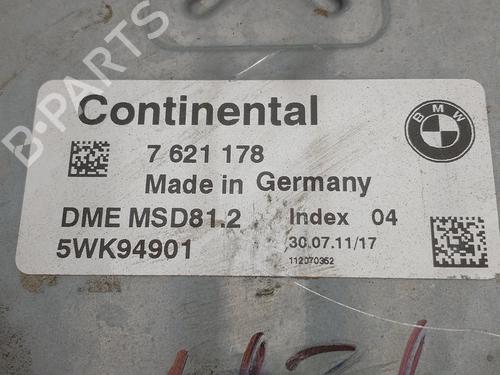 B-PARTS
Continental
BMW
7 621 178
Made in Germany
DME MSD81.2 Index 04
5WK94901 30.07.11/17
112070352